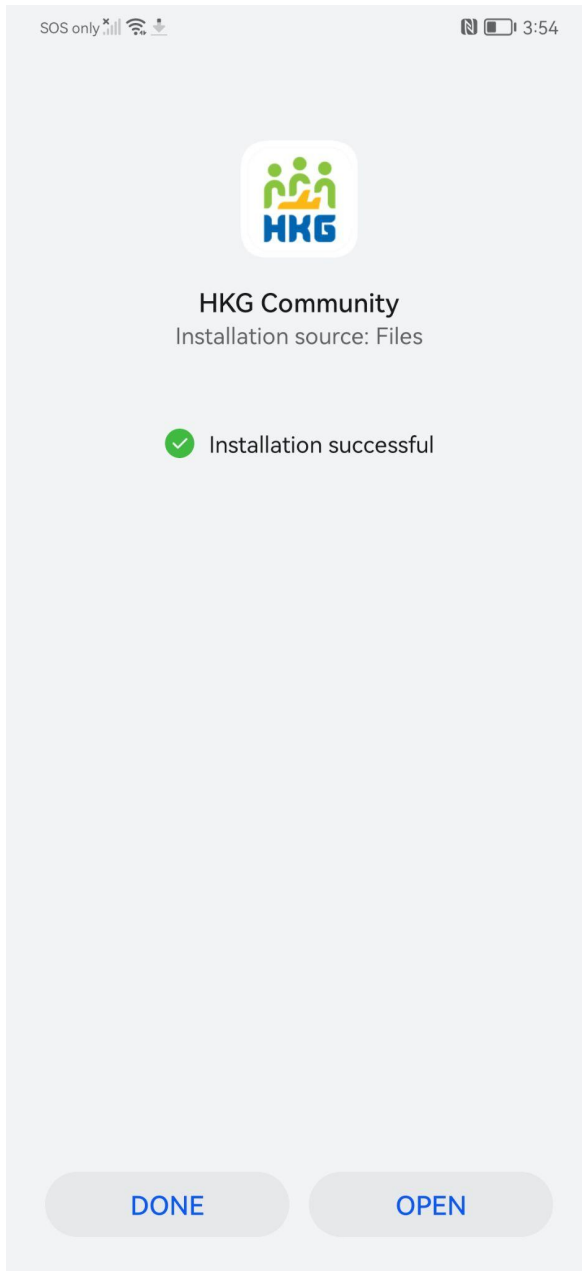 SOS only
3:54
HKG
HKG Community
Installation source: Files
Installation successful
DONE
OPEN